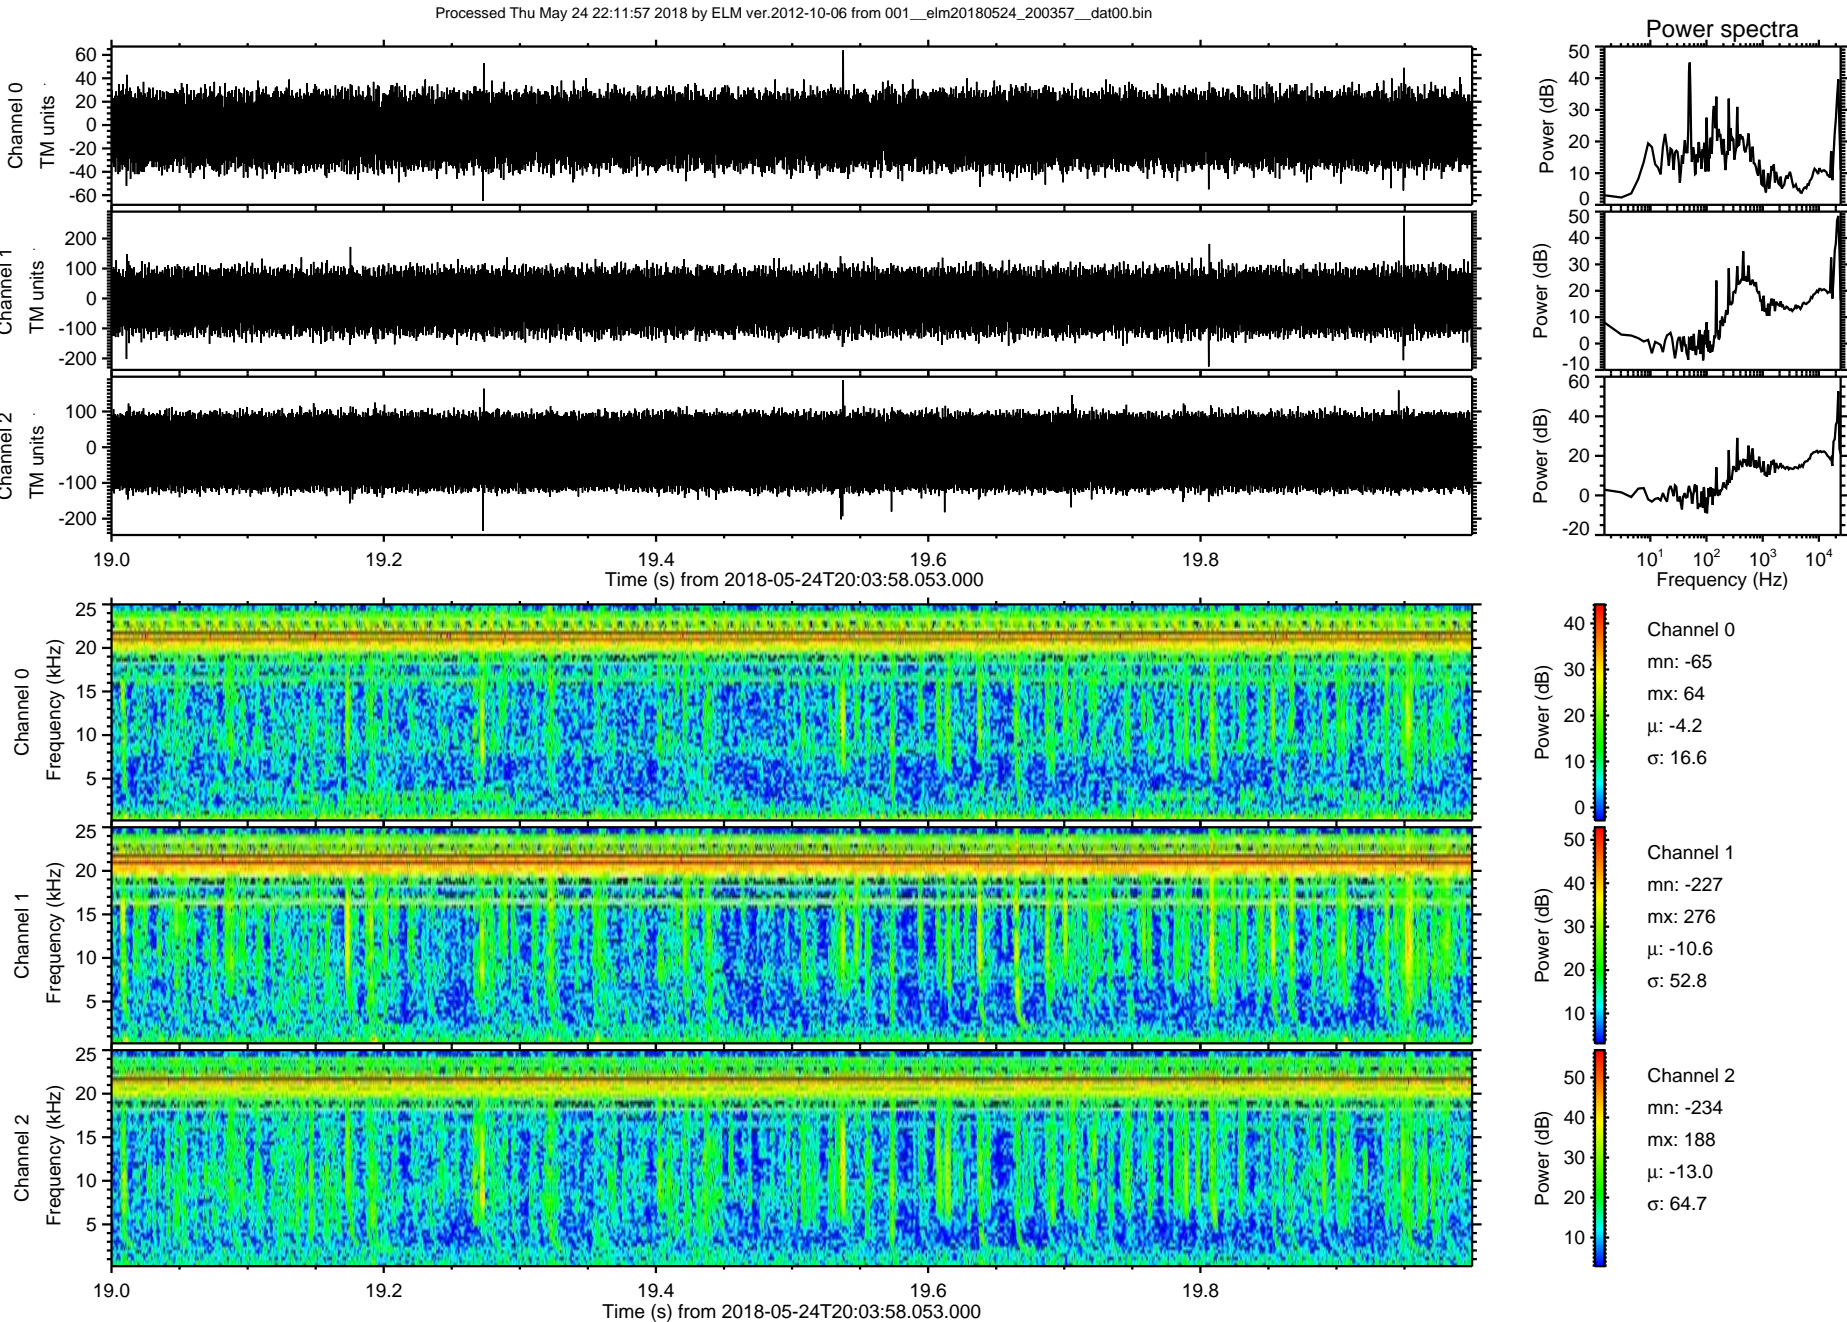 Processed Thu May 24 22:11:57 2018 by ELM ver.2012-10-06 from 001__elm20180524_200357__dat00.bin
Power spectra
Channel 0
TM units
60
40
20
0
-20
-40
-60
Power (dB)
50
40
30
20
10
0
Channel 1
TM units
200
100
0
-100
-200
Power (dB)
50
40
30
20
10
0
-10
Channel 2
TM units
100
0
-100
-200
Power (dB)
60
40
20
0
-20
19.0 19.2 19.4 19.6 19.8
Time (s) from 2018-05-24T20:03:58.053.000
10¹ 10² 10³ 10⁴
Frequency (Hz)
Channel 0
Frequency (kHz)
25
20
15
10
5
Power (dB)
40
30
20
10
0
Channel 0
mn: -65
mx: 64
μ: -4.2
σ: 16.6
Channel 1
Frequency (kHz)
25
20
15
10
5
Power (dB)
50
40
30
20
10
Channel 1
mn: -227
mx: 276
μ: -10.6
σ: 52.8
Channel 2
Frequency (kHz)
25
20
15
10
5
Power (dB)
50
40
30
20
10
Channel 2
mn: -234
mx: 188
μ: -13.0
σ: 64.7
19.0 19.2 19.4 19.6 19.8
Time (s) from 2018-05-24T20:03:58.053.000